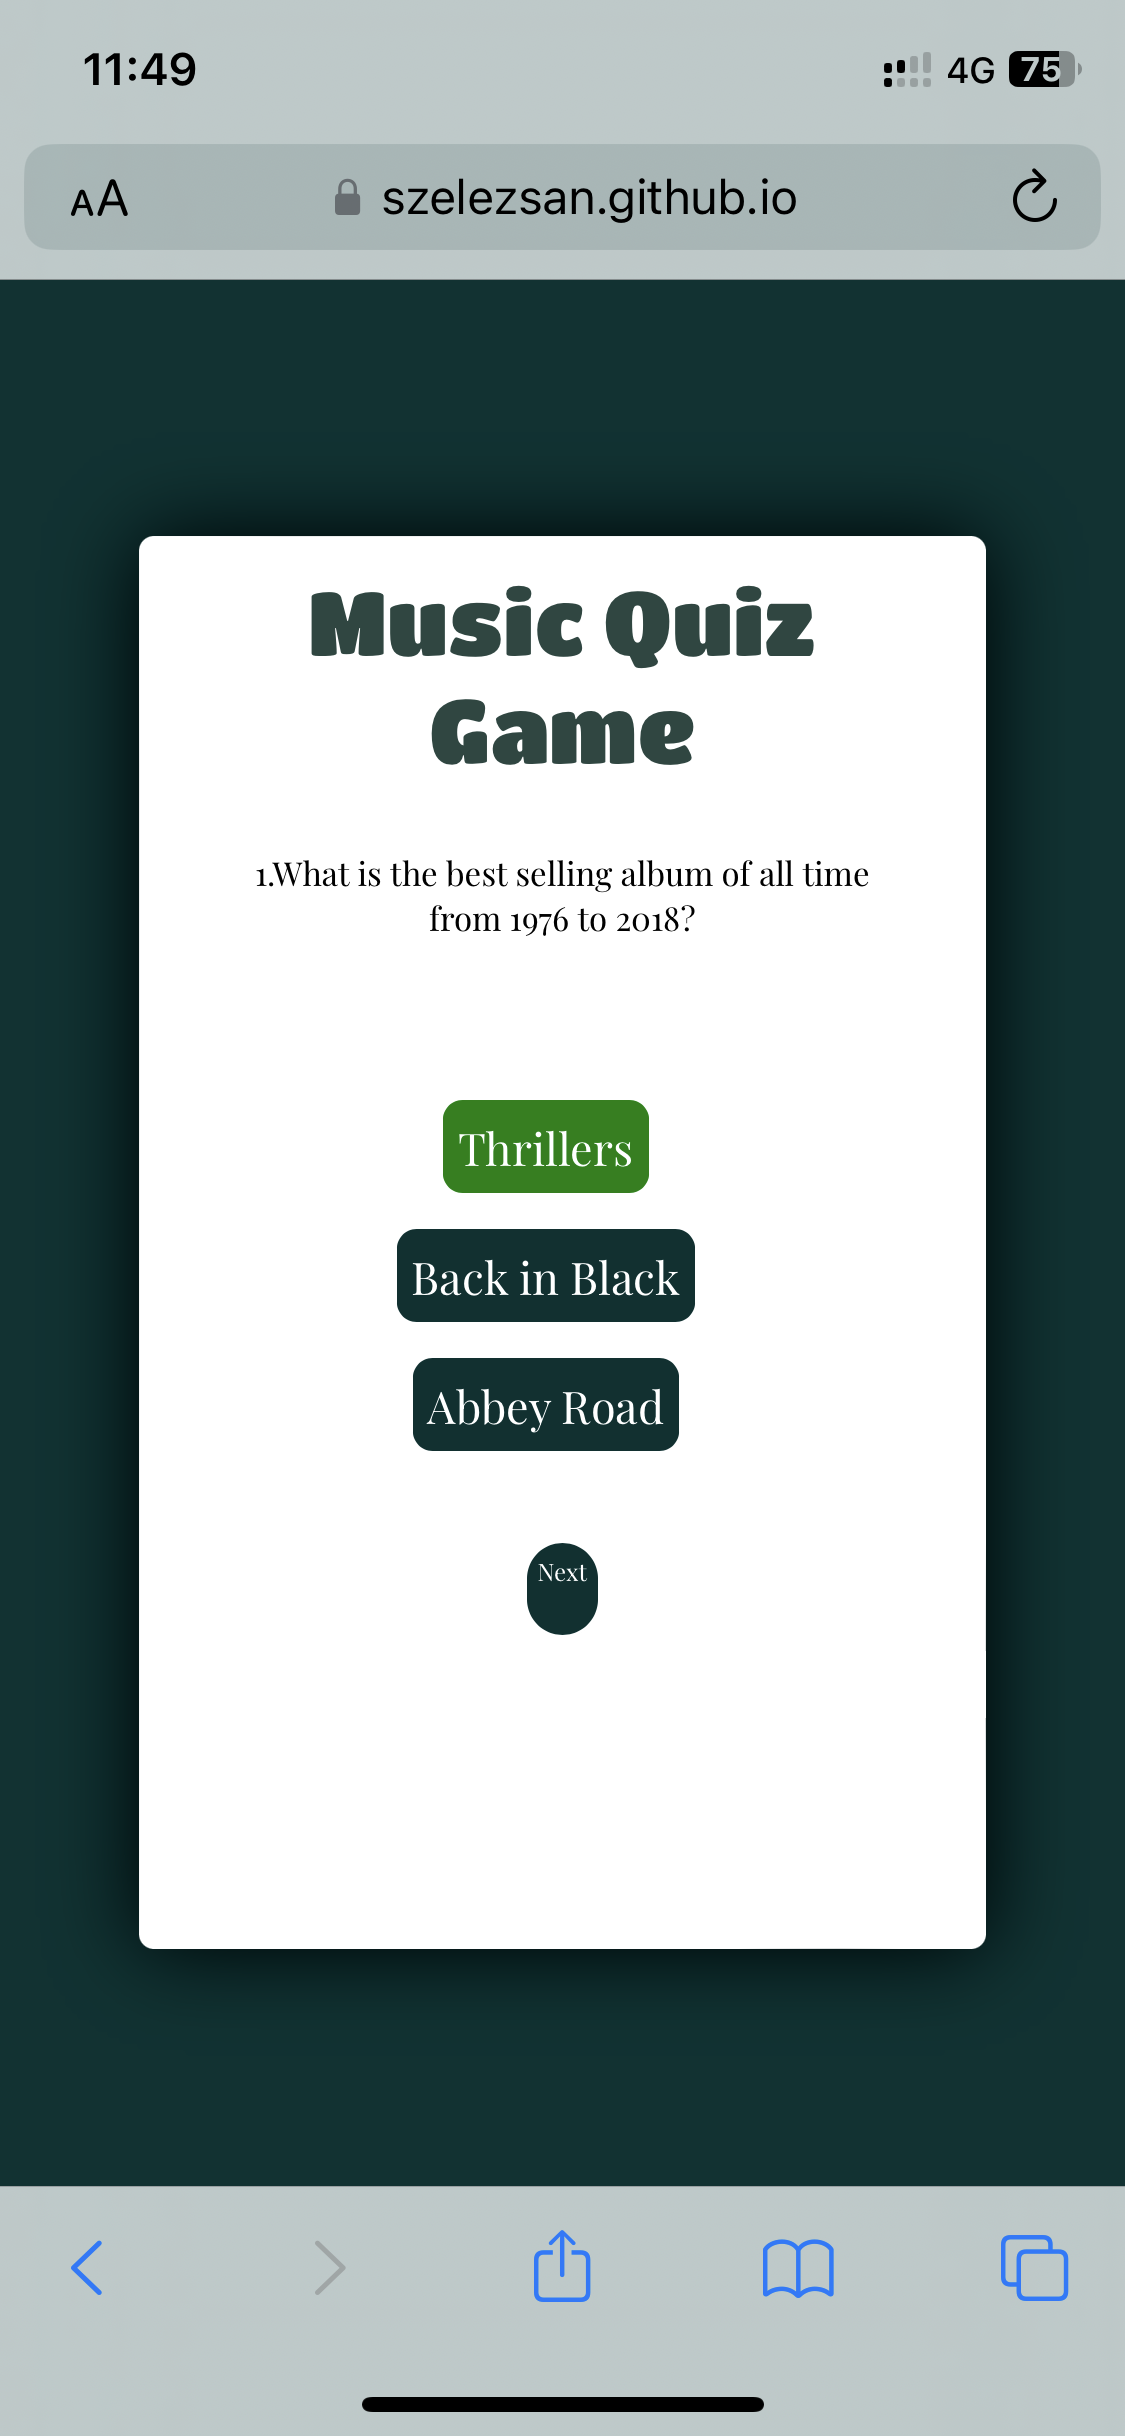 11:49
4G 75
AA szelezsan.github.io
Music Quiz
Game
1.What is the best selling album of all time
from 1976 to 2018?
Thrillers
Back in Black
Abbey Road
Next